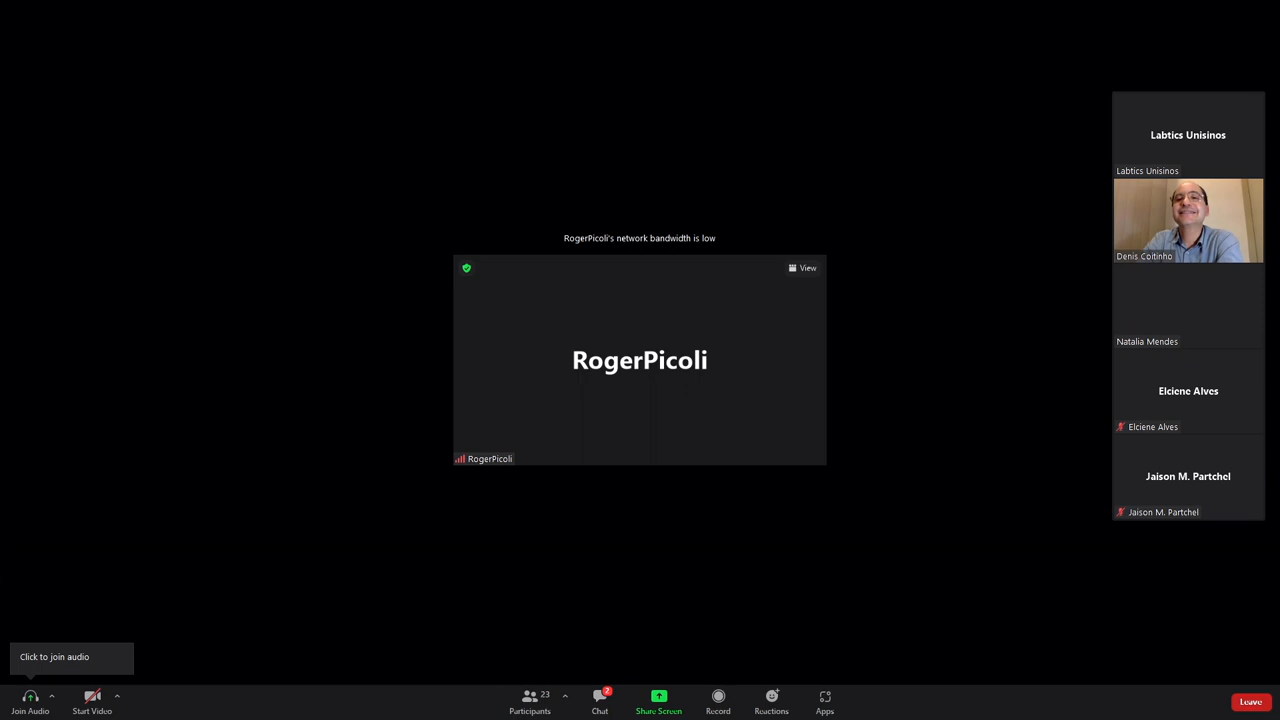 Labtics Unisinos
Labtics Unisinos
Denis Coitinho
Natalia Mendes
Elciene Alves
Elciene Alves
Jaison M. Partchel
Jaison M. Partchel
RogerPicoli's network bandwidth is low
View
RogerPicoli
RogerPicoli
Click to join audio
Join Audio
Start Video
23
Participants
2
Chat
Share Screen
Record
Reactions
Apps
Leave